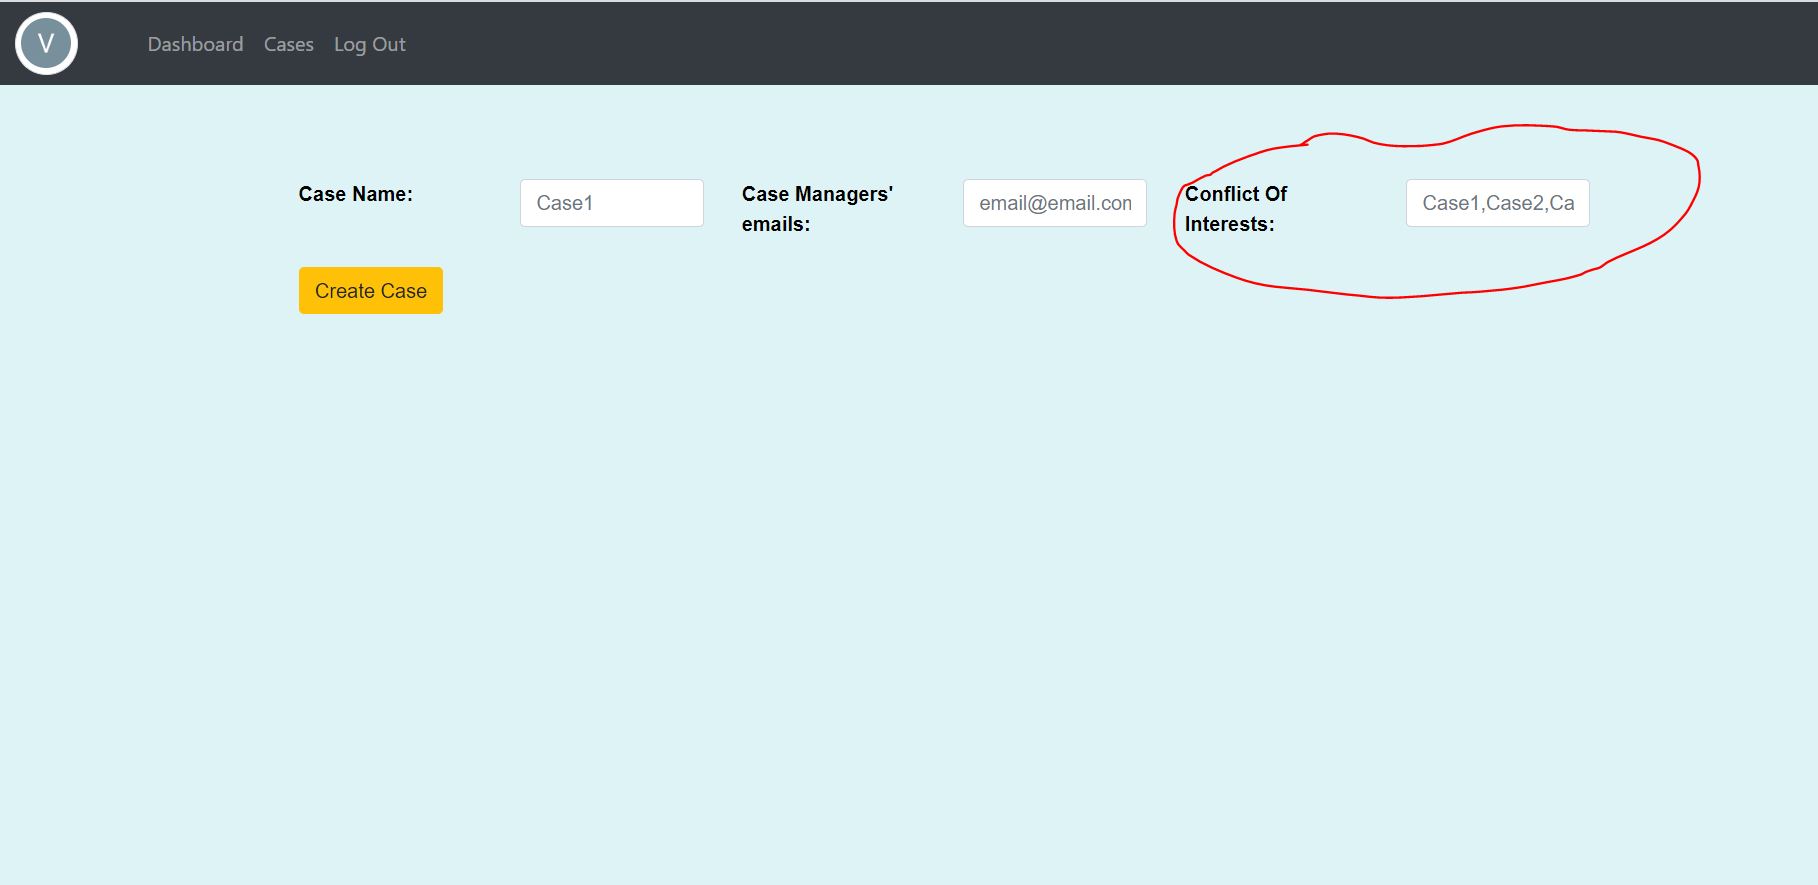 V
Dashboard Cases Log Out
Case Name: Case1 Case Managers' email@email.con Conflict Of Case1,Case2,Ca
emails: Interests:
Create Case